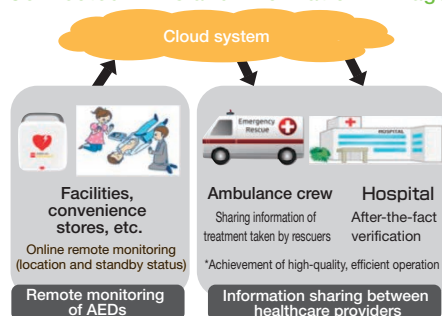 Cloud system
Emergency
Rescue
HOSPITAL
Facilities,
convenience
stores, etc.
Online remote monitoring
(location and standby status)
Remote monitoring
of AEDs
Ambulance crew
Sharing information of
treatment taken by rescuers
Hospital
After-the-fact
verification
*Achievement of high-quality, efficient operation
Information sharing between
healthcare providers